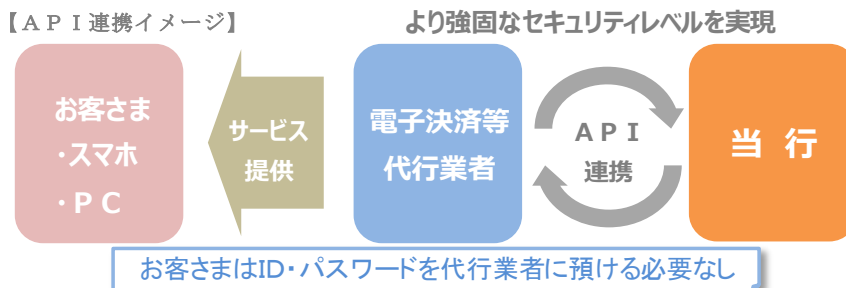 【ＡＰＩ連携イメージ】
より強固なセキュリティレベルを実現
お客さま
・スマホ
・ＰＣ
サービス
提供
電子決済等
代行業者
ＡＰＩ
連携
当 行
お客さまはID・パスワードを代行業者に預ける必要なし